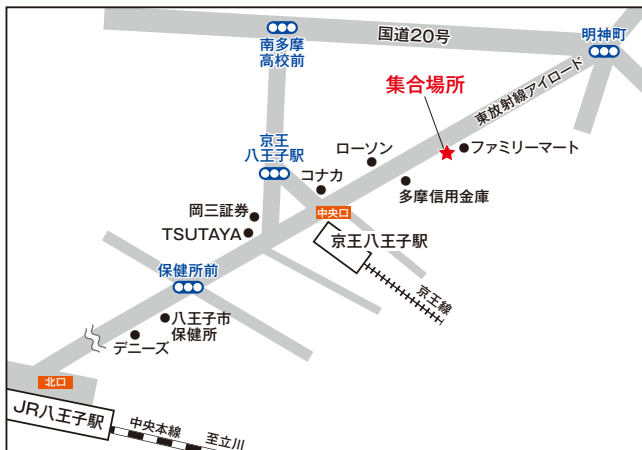 国道20号
明神町
南多摩
高校前
集合場所
東放射線アイロード
京王
八王子駅
ローソン
ファミリーマート
コナカ
多摩信用金庫
岡三証券
中央口
TSUTAYA
京王八王子駅
保健所前
京王線
八王子市
保健所
デニーズ
北口
JR八王子駅
中央本線
至立川